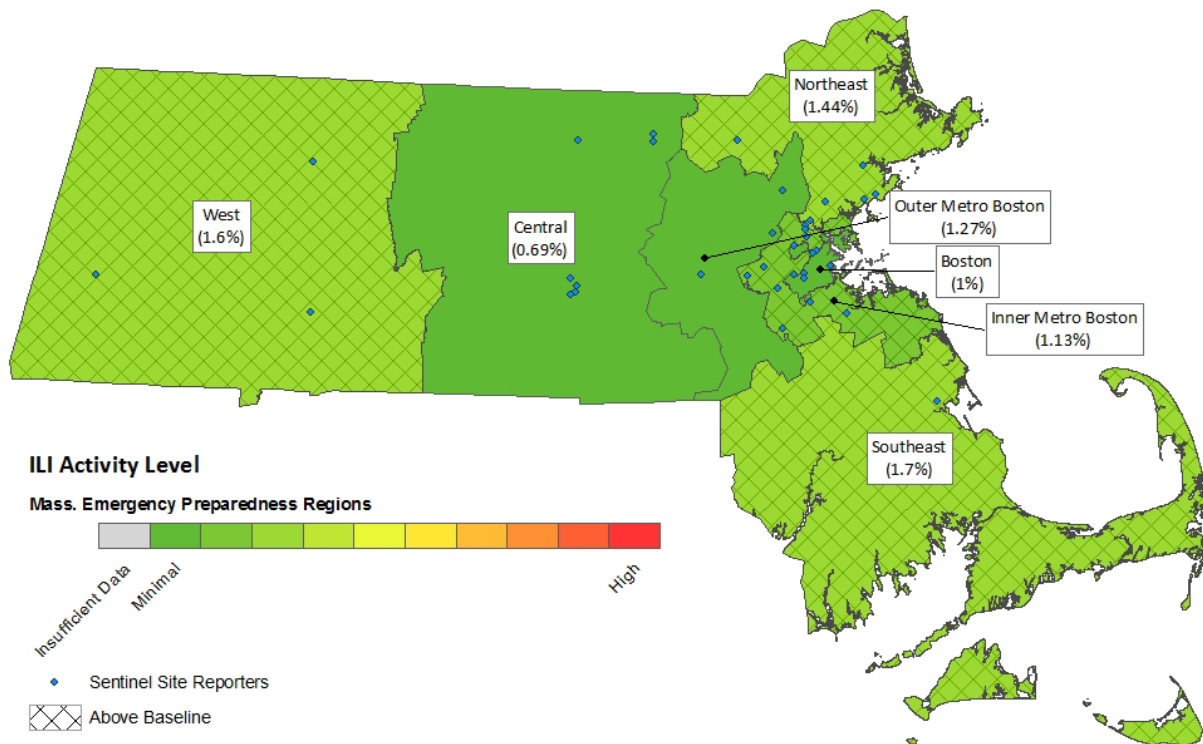 Northeast
(1.44%)
West
(1.6%)
Central
(0.69%)
Outer Metro Boston
(1.27%)
Boston
(1%)
Inner Metro Boston
(1.13%)
Southeast
(1.7%)
ILI Activity Level
Mass. Emergency Preparedness Regions
Insufficient Data
Minimal
High
Sentinel Site Reporters
Above Baseline